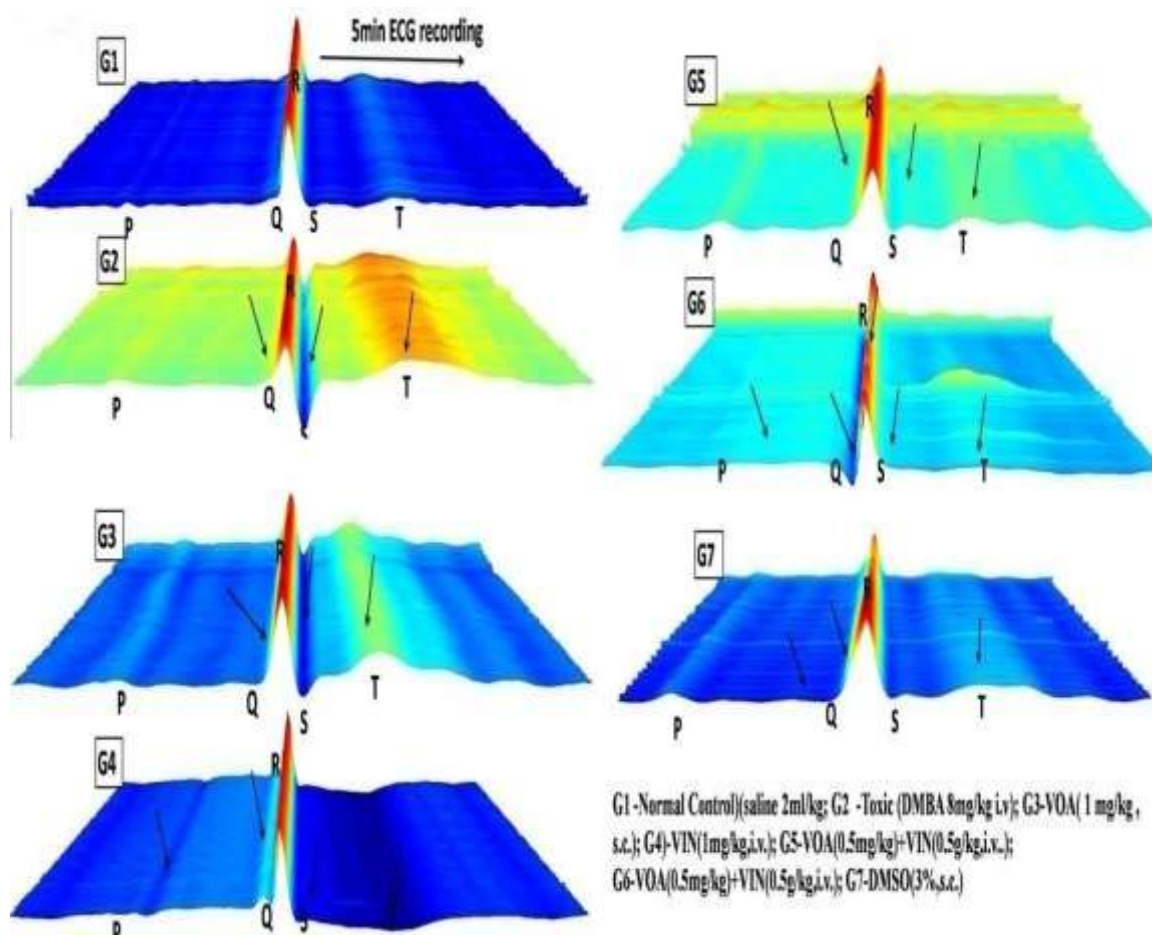 5min ECG recording
G1
R
P Q S T
G2
R
P Q T
G3
R
P Q S T
G4
R
P Q S
G5
R
P Q S T
G6
R
P Q S T
G7
R
P Q S T
G1 -Normal Control)(saline 2ml/kg; G2 -Toxic (DMBA 8mg/kg i.v); G3-VOA( 1 mg/kg ,
s.c.); G4)-VIN(1mg/kg,i.v.); G5-VOA(0.5mg/kg)+VIN(0.5g/kg,i.v..);
G6-VOA(0.5mg/kg)+VIN(0.5g/kg,i.v.); G7-DMSO(3%,s.c.)